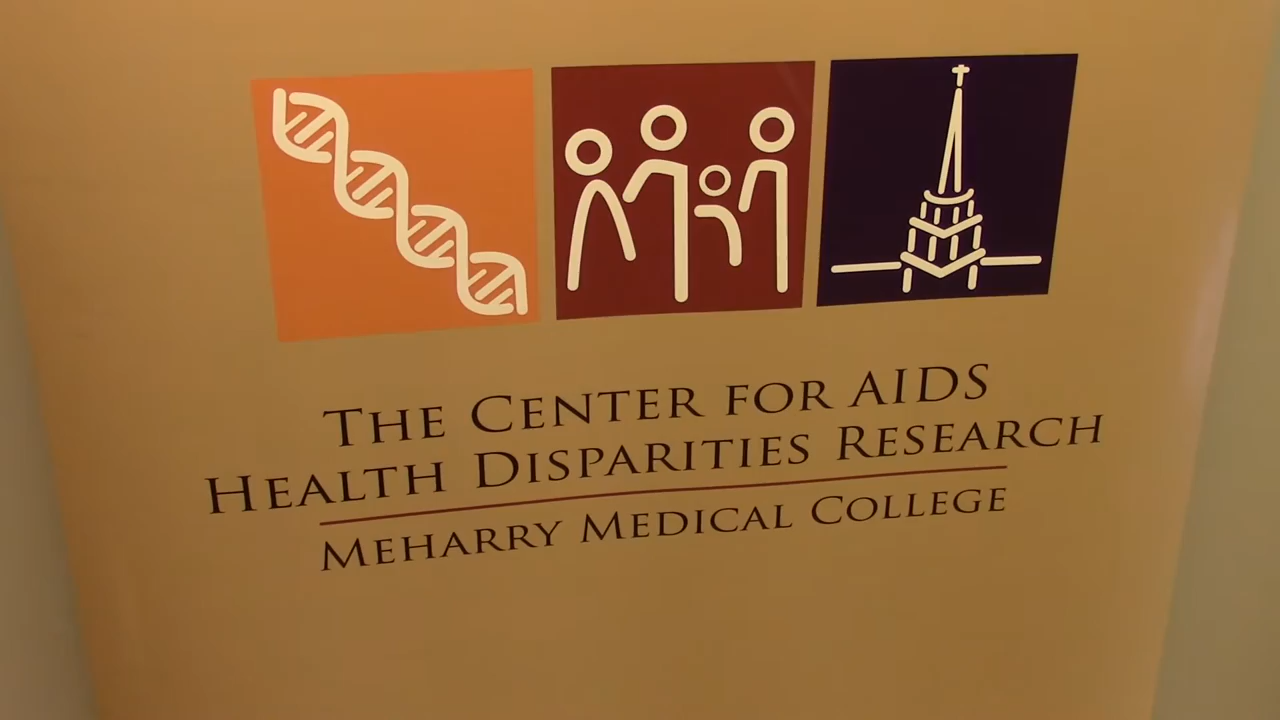 The Center for AIDS
Health Disparities Research
Meharry Medical College